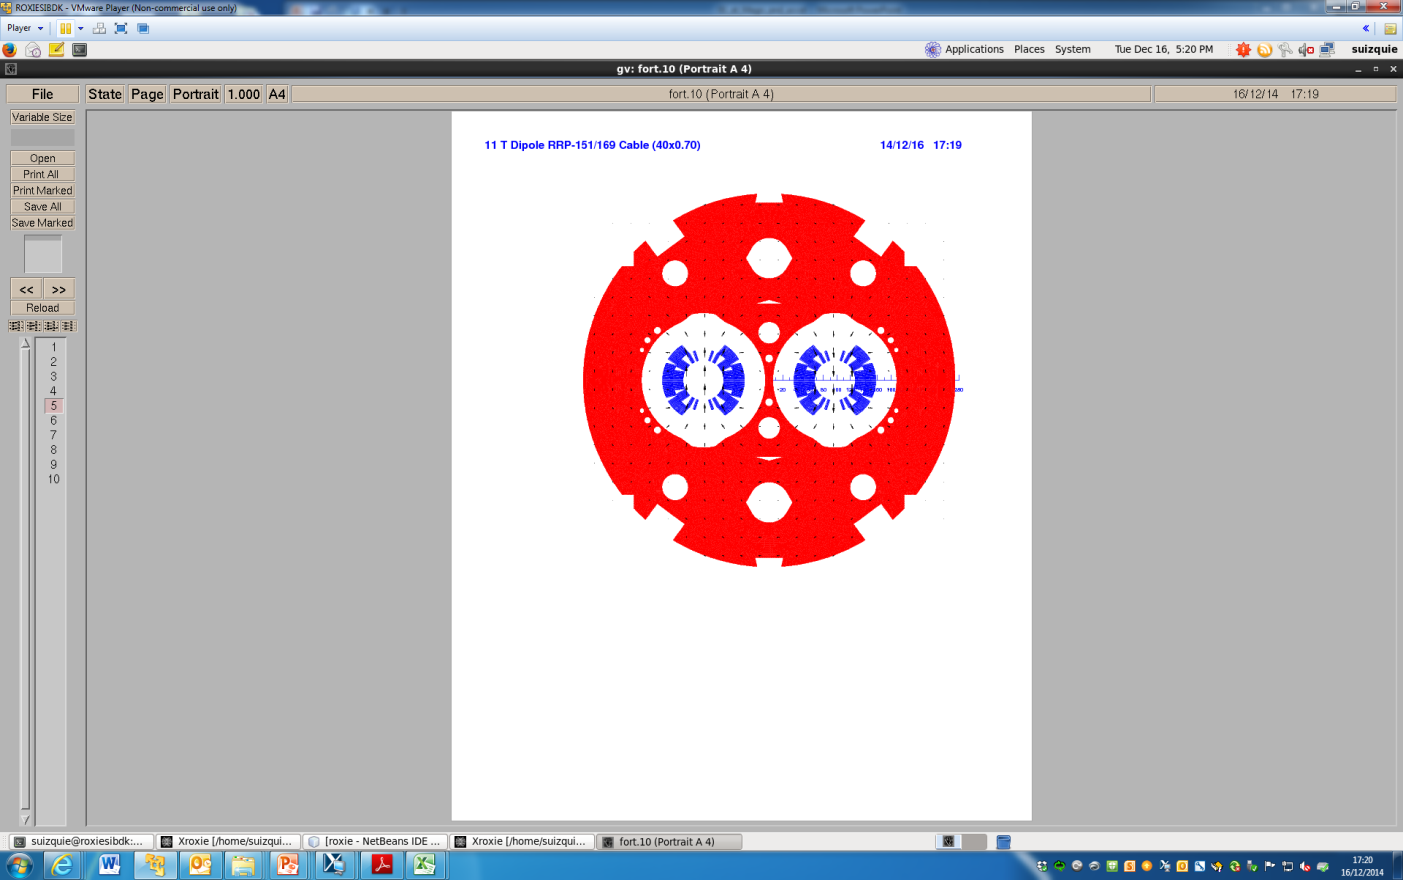 ROXIESIBDK - VMware Player (Non-commercial use only)
Player
Applications Places System Tue Dec 16, 5:20 PM suizquie
gv: fort.10 (Portrait A 4)
File State Page Portrait 1.000 A4 fort.10 (Portrait A 4) 16/12/14 17:19
Variable Size
Open
Print All
Print Marked
Save All
Save Marked
<< >>
Reload
1
2
3
4
5
6
7
8
9
10
11 T Dipole RRP-151/169 Cable (40x0.70) 14/12/16 17:19
suizquie@roxiesibdk:... Xroxie [/home/suizqui... [roxie - NetBeans IDE ... Xroxie [/home/suizqui... fort.10 (Portrait A 4)
17:20
16/12/2014